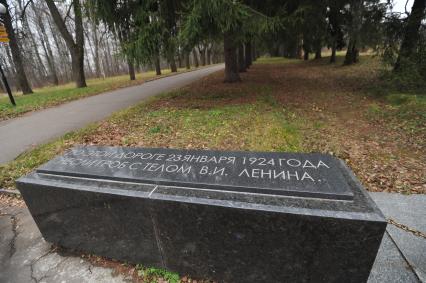 ДОРОГЕ 23 ЯНВАРЯ 1924 ГОДА
ГРОБ С ТЕЛОМ В.И. ЛЕНИНА.